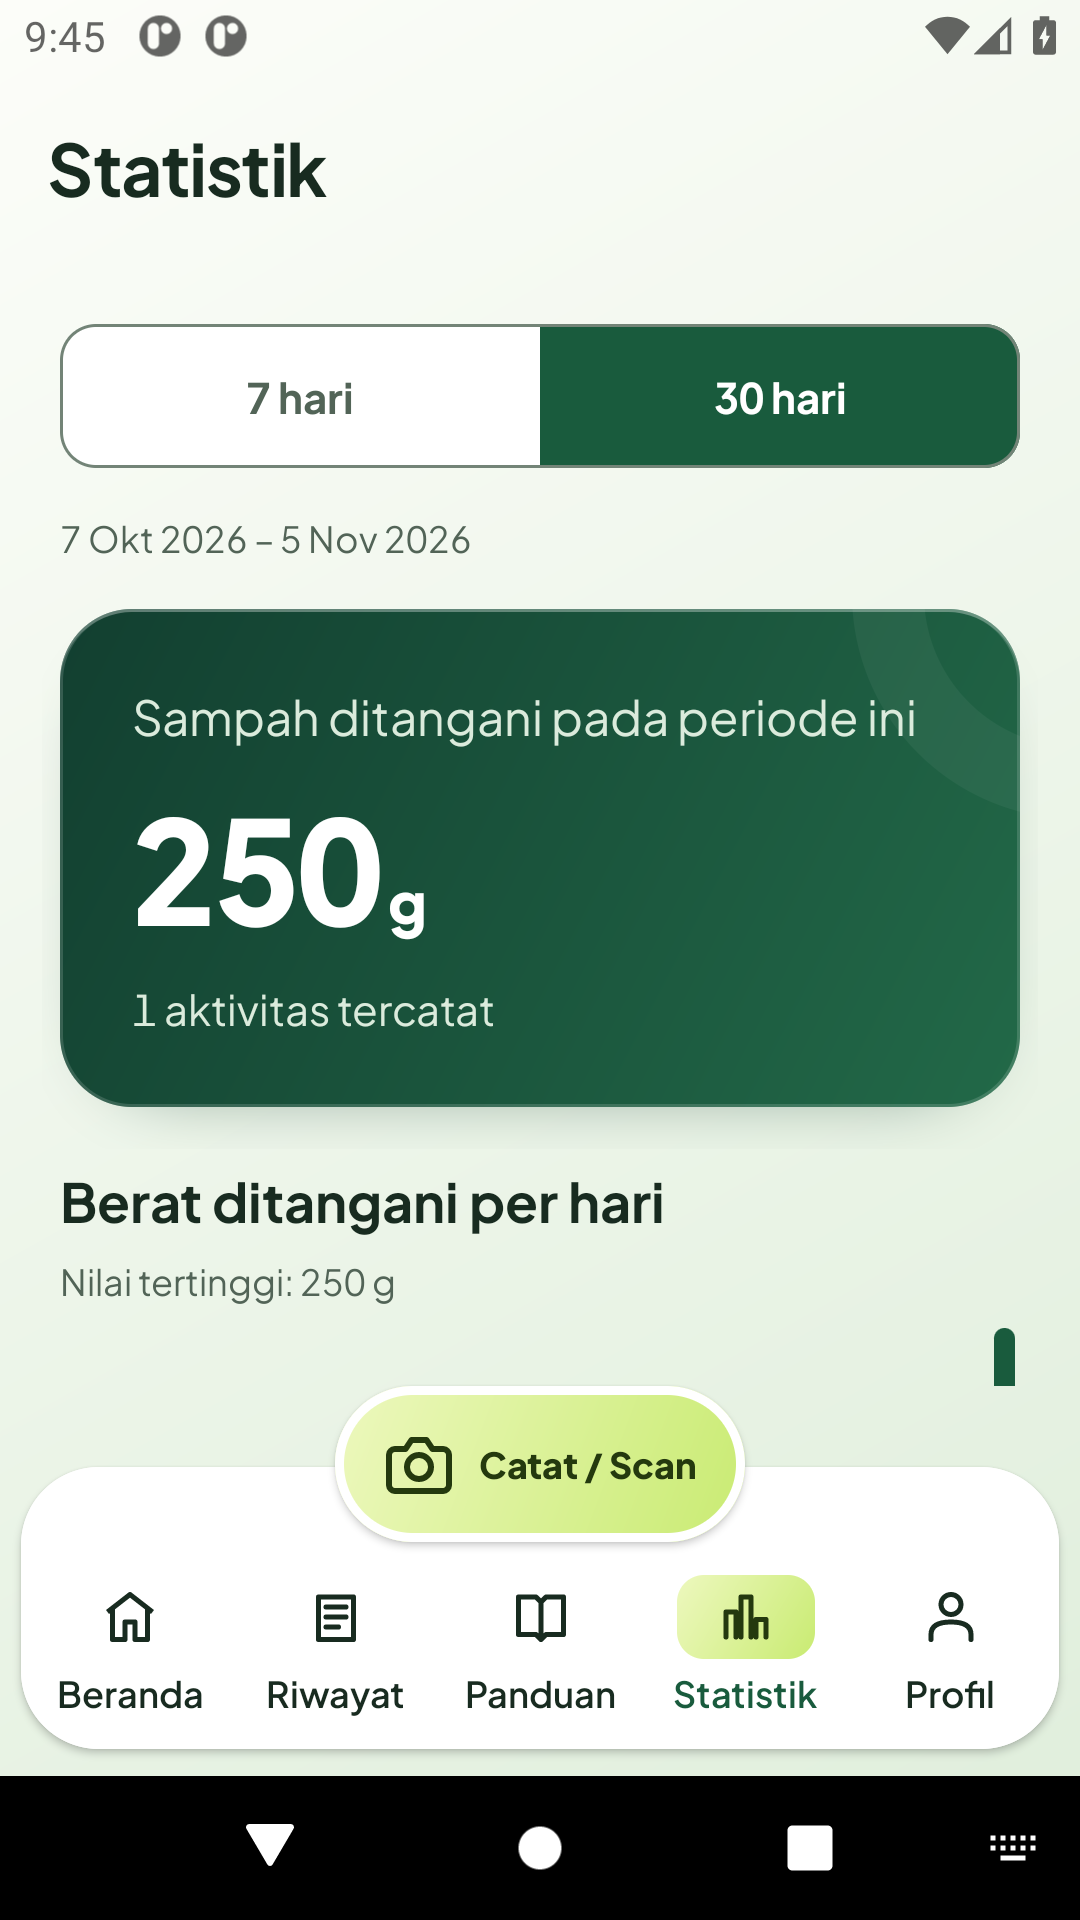 9:45
Statistik
7 hari
30 hari
7 Okt 2026 – 5 Nov 2026
Sampah ditangani pada periode ini
250 g
1 aktivitas tercatat
Berat ditangani per hari
Nilai tertinggi: 250 g
Catat / Scan
Beranda
Riwayat
Panduan
Statistik
Profil